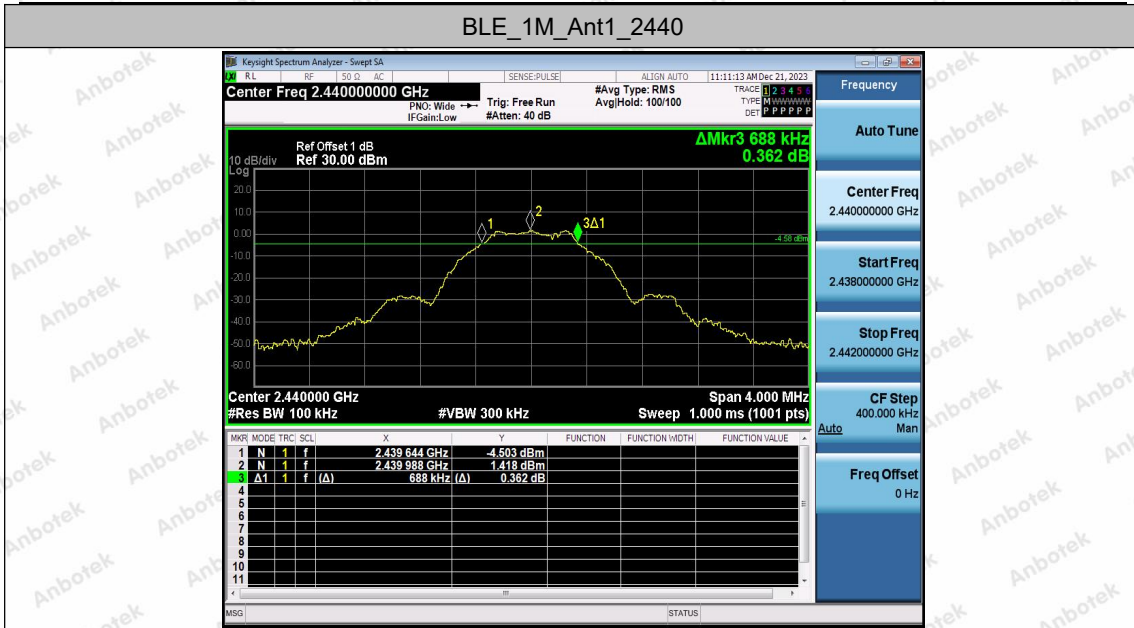 BLE_1M_Ant1_2440
Keysight Spectrum Analyzer - Swept SA
LXI RL RF 50 Ω AC SENSE:PULSE ALIGN AUTO 11:11:13 AM Dec 21, 2023
Center Freq 2.440000000 GHz
PNO: Wide
IFGain:Low
Trig: Free Run
#Atten: 40 dB
#Avg Type: RMS
Avg|Hold: 100/100
TRACE 1 2 3 4 5 6
TYPE M WWWWW
DET P P P P P P
ΔMkr3 688 kHz
0.362 dB
Ref Offset 1 dB
10 dB/div Ref 30.00 dBm
Log
20.0
10.0
0.00
-10.0
-20.0
-30.0
-40.0
-50.0
-60.0
1
2
3Δ1
-4.58 dBm
Center 2.440000 GHz Span 4.000 MHz
#Res BW 100 kHz #VBW 300 kHz Sweep 1.000 ms (1001 pts)
MKR MODE TRC SCL X Y FUNCTION FUNCTION WIDTH FUNCTION VALUE
1 N 1 f 2.439 644 GHz -4.503 dBm
2 N 1 f 2.439 988 GHz 1.418 dBm
3 Δ1 1 f (Δ) 688 kHz (Δ) 0.362 dB
4
5
6
7
8
9
10
11
MSG STATUS
Frequency
Auto Tune
Center Freq
2.440000000 GHz
Start Freq
2.438000000 GHz
Stop Freq
2.442000000 GHz
CF Step
400.000 kHz
Auto Man
Freq Offset
0 Hz
Anbotek